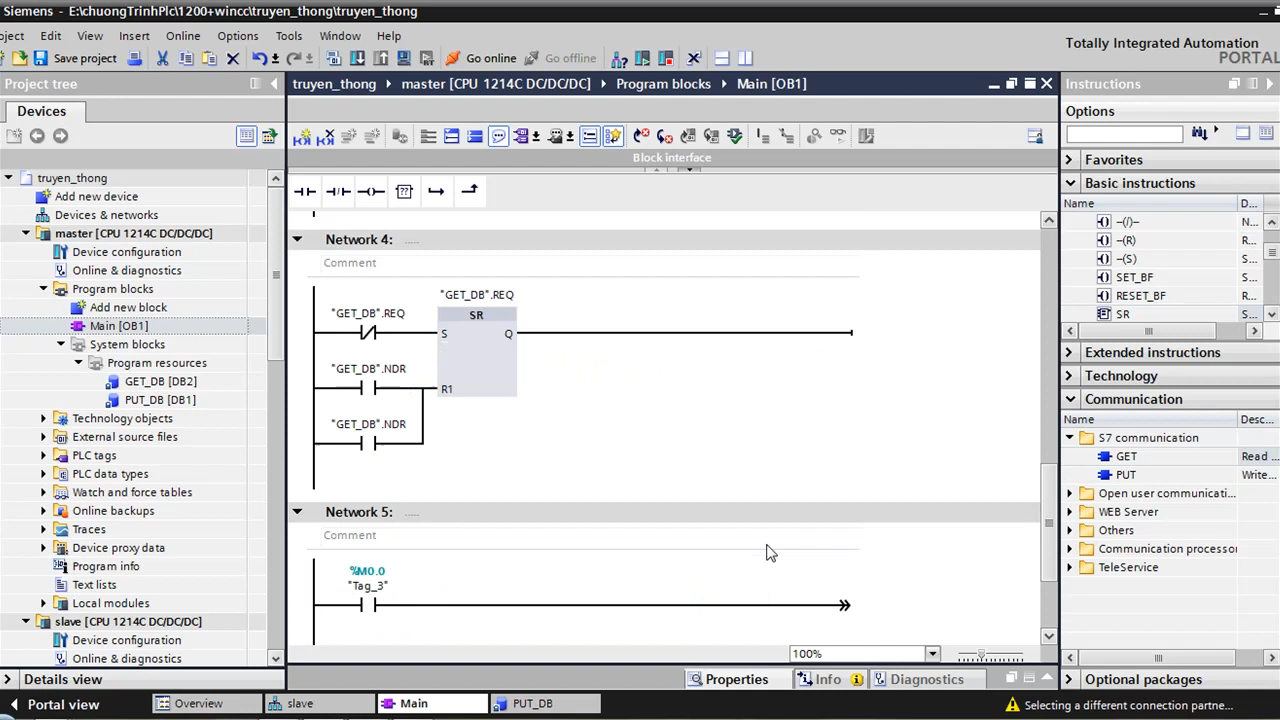 Siemens - E:\chuongTrinhPlc\1200+wincc\truyen_thong\truyen_thong
oject Edit View Insert Online Options Tools Window Help
Save project Go online Go offline
Totally Integrated Automation
PORTAL
Project tree
Devices
truyen_thong
Add new device
Devices & networks
master [CPU 1214C DC/DC/DC]
Device configuration
Online & diagnostics
Program blocks
Add new block
Main [OB1]
System blocks
Program resources
GET_DB [DB2]
PUT_DB [DB1]
Technology objects
External source files
PLC tags
PLC data types
Watch and force tables
Online backups
Traces
Device proxy data
Program info
Text lists
Local modules
slave [CPU 1214C DC/DC/DC]
Device configuration
Online & diagnostics
Details view
truyen_thong master [CPU 1214C DC/DC/DC] Program blocks Main [OB1]
Block interface
Network 4: .....
Comment
"GET_DB".REQ
"GET_DB".REQ
SR
S Q
"GET_DB".NDR
R1
"GET_DB".NDR
Network 5: .....
Comment
%M0.0
"Tag_3"
100%
Properties Info Diagnostics
Instructions
Options
Favorites
Basic instructions
Name D...
–(/)– N...
–(R) R...
–(S) S...
SET_BF S...
RESET_BF R...
SR S...
Extended instructions
Technology
Communication
Name Desc...
S7 communication
GET Read ...
PUT Write...
Open user communicati...
WEB Server
Others
Communication processor
TeleService
Optional packages
Portal view Overview slave Main PUT_DB Selecting a different connection partne...